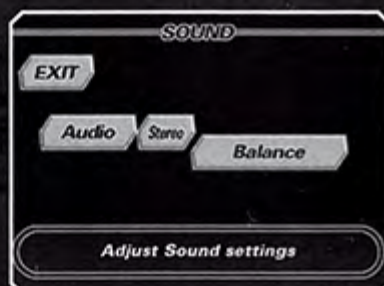 SOUND
EXIT
Audio Stereo
Balance
Adjust Sound settings